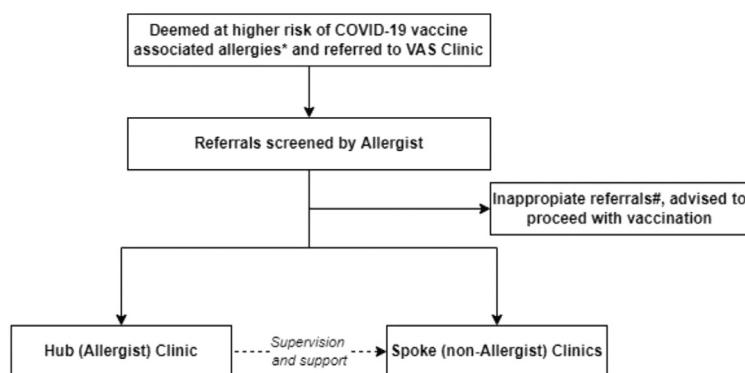 Deemed at higher risk of COVID-19 vaccine
associated allergies* and referred to VAS Clinic
Referrals screened by Allergist
Inappropiate referrals#, advised to
proceed with vaccination
Hub (Allergist) Clinic
Supervision
and support
Spoke (non-Allergist) Clinics